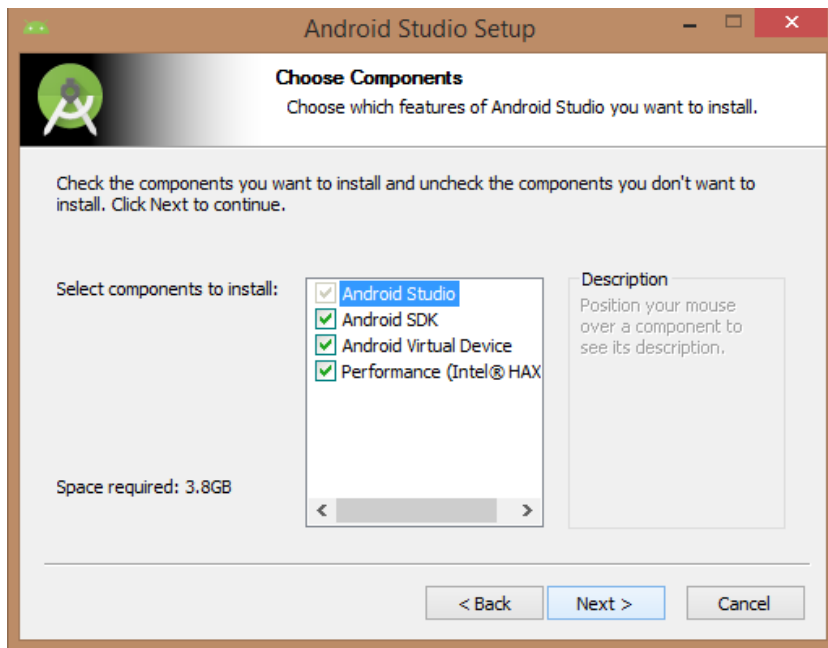 Android Studio Setup
Choose Components
Choose which features of Android Studio you want to install.
Check the components you want to install and uncheck the components you don't want to
install. Click Next to continue.
Select components to install:
Android Studio
Android SDK
Android Virtual Device
Performance (Intel® HAX
Description
Position your mouse
over a component to
see its description.
Space required: 3.8GB
< Back
Next >
Cancel